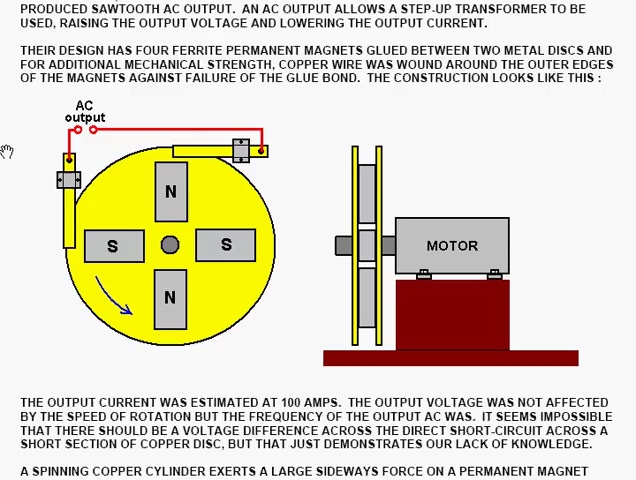 PRODUCED SAWTOOTH AC OUTPUT. AN AC OUTPUT ALLOWS A STEP-UP TRANSFORMER TO BE
USED, RAISING THE OUTPUT VOLTAGE AND LOWERING THE OUTPUT CURRENT.
THEIR DESIGN HAS FOUR FERRITE PERMANENT MAGNETS GLUED BETWEEN TWO METAL DISCS AND
FOR ADDITIONAL MECHANICAL STRENGTH, COPPER WIRE WAS WOUND AROUND THE OUTER EDGES
OF THE MAGNETS AGAINST FAILURE OF THE GLUE BOND. THE CONSTRUCTION LOOKS LIKE THIS :
AC
output
N
S
S
N
MOTOR
THE OUTPUT CURRENT WAS ESTIMATED AT 100 AMPS. THE OUTPUT VOLTAGE WAS NOT AFFECTED
BY THE SPEED OF ROTATION BUT THE FREQUENCY OF THE OUTPUT AC WAS. IT SEEMS IMPOSSIBLE
THAT THERE SHOULD BE A VOLTAGE DIFFERENCE ACROSS THE DIRECT SHORT-CIRCUIT ACROSS A
SHORT SECTION OF COPPER DISC, BUT THAT JUST DEMONSTRATES OUR LACK OF KNOWLEDGE.
A SPINNING COPPER CYLINDER EXERTS A LARGE SIDEWAYS FORCE ON A PERMANENT MAGNET